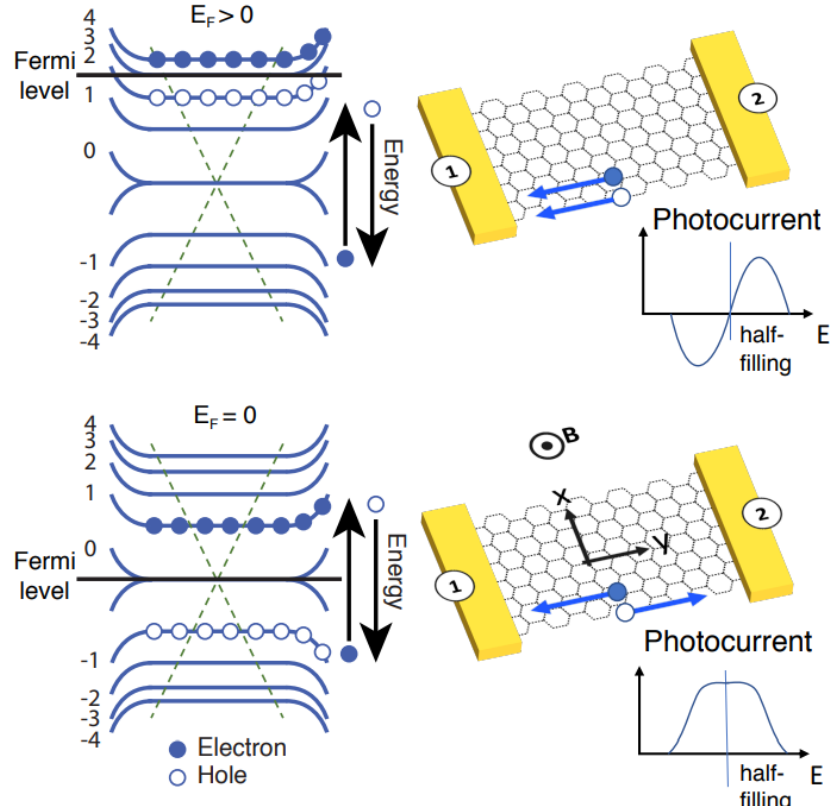 E_F > 0
4
3
2
Fermi
level
1
0
-1
-2
-3
-4
Energy
1
2
Photocurrent
half-
filling
E
E_F = 0
4
3
2
1
0
Fermi
level
-1
-2
-3
-4
Energy
Electron
Hole
B
X
y
1
2
Photocurrent
half-
filling
E